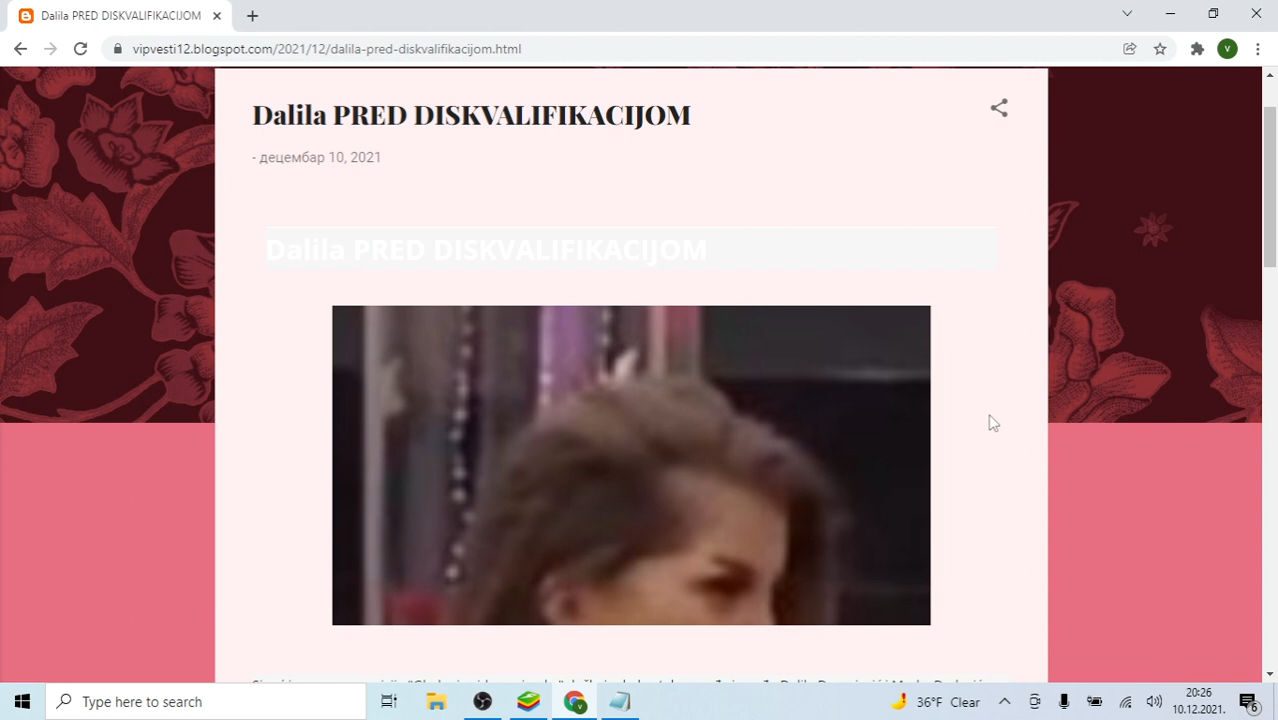 Dalila PRED DISKVALIFIKACIJOM
vipvesti12.blogspot.com/2021/12/dalila-pred-diskvalifikacijom.html
V
Dalila PRED DISKVALIFIKACIJOM
- децембар 10, 2021
Dalila PRED DISKVALIFIKACIJOM
Type here to search
36°F Clear
20:26
10.12.2021.
6